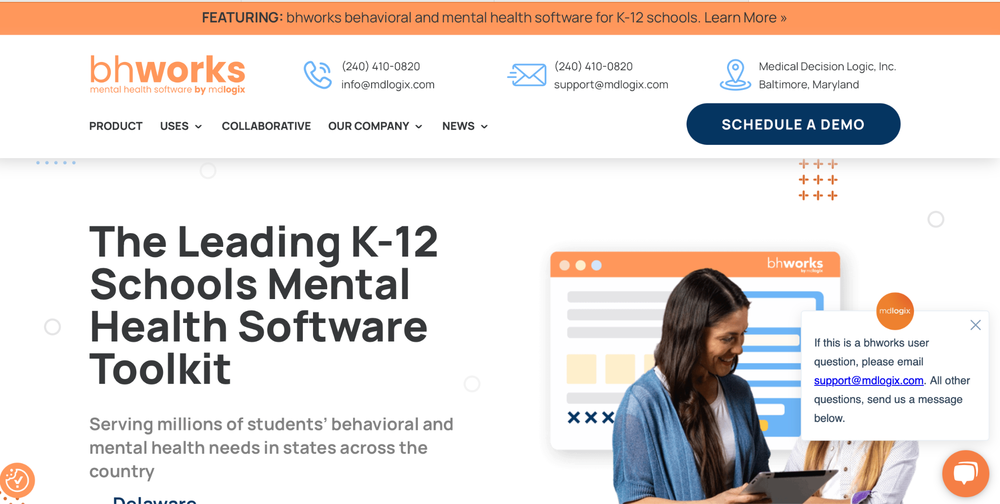 FEATURING: bhworks behavioral and mental health software for K-12 schools. Learn More »
bhworks
mental health software by mdlogix
(240) 410-0820
info@mdlogix.com
(240) 410-0820
support@mdlogix.com
Medical Decision Logic, Inc.
Baltimore, Maryland
PRODUCT
USES
COLLABORATIVE
OUR COMPANY
NEWS
SCHEDULE A DEMO
The Leading K-12
Schools Mental
Health Software
Toolkit
Serving millions of students’ behavioral and
mental health needs in states across the
country
Delaware
bhworks
by mdlogix
mdlogix
If this is a bhworks user
question, please email
support@mdlogix.com. All other
questions, send us a message
below.